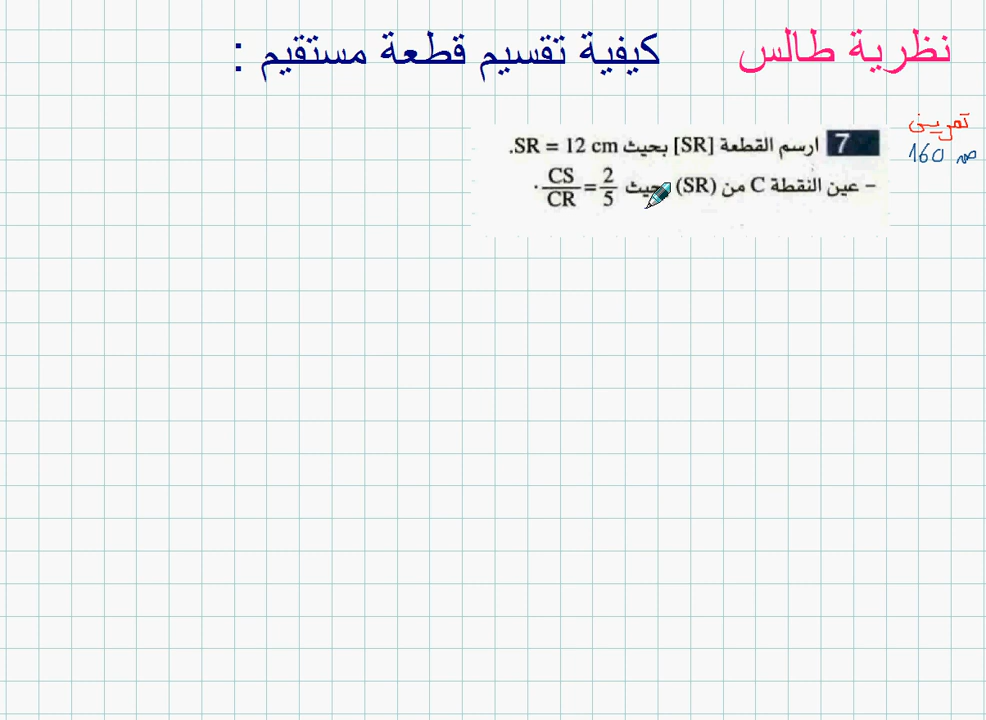 نظرية طالس كيفية تقسيم قطعة مستقيم :
تمرين
ص 160
7 ارسم القطعة [SR] بحيث SR = 12 cm.
– عين النقطة C من (SR) بحيث CS/CR = 2/5 .